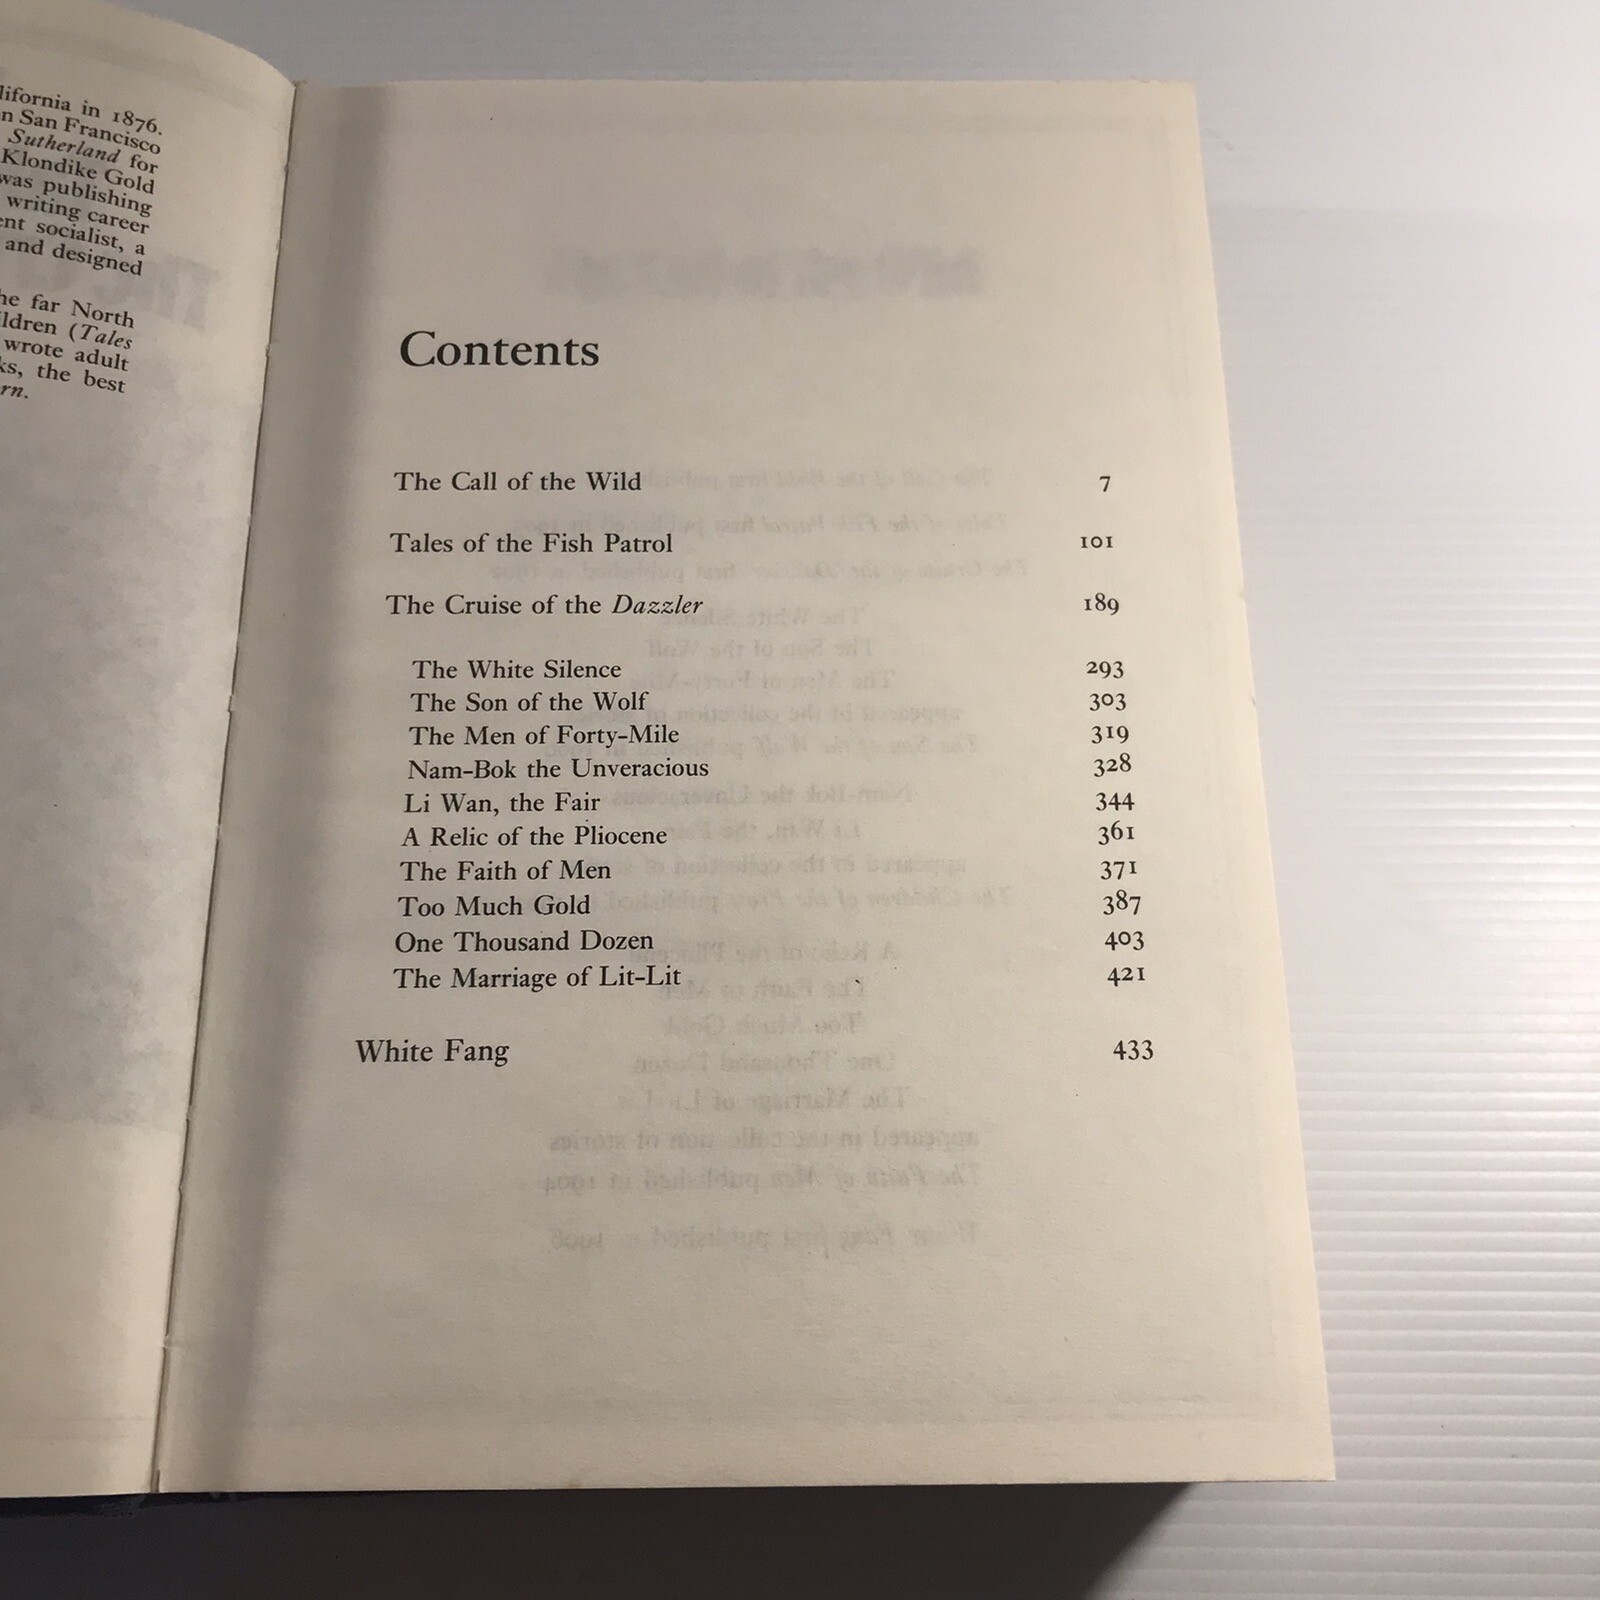 lifornia in 1876.
n San Francisco
Sutherland for
Klondike Gold
was publishing
writing career
ent socialist, a
and designed
he far North
ildren (Tales
wrote adult
ks, the best
rn.
Contents
The Call of the Wild 7
Tales of the Fish Patrol 101
The Cruise of the Dazzler 189
The White Silence 293
The Son of the Wolf 303
The Men of Forty-Mile 319
Nam-Bok the Unveracious 328
Li Wan, the Fair 344
A Relic of the Pliocene 361
The Faith of Men 371
Too Much Gold 387
One Thousand Dozen 403
The Marriage of Lit-Lit 421
White Fang 433